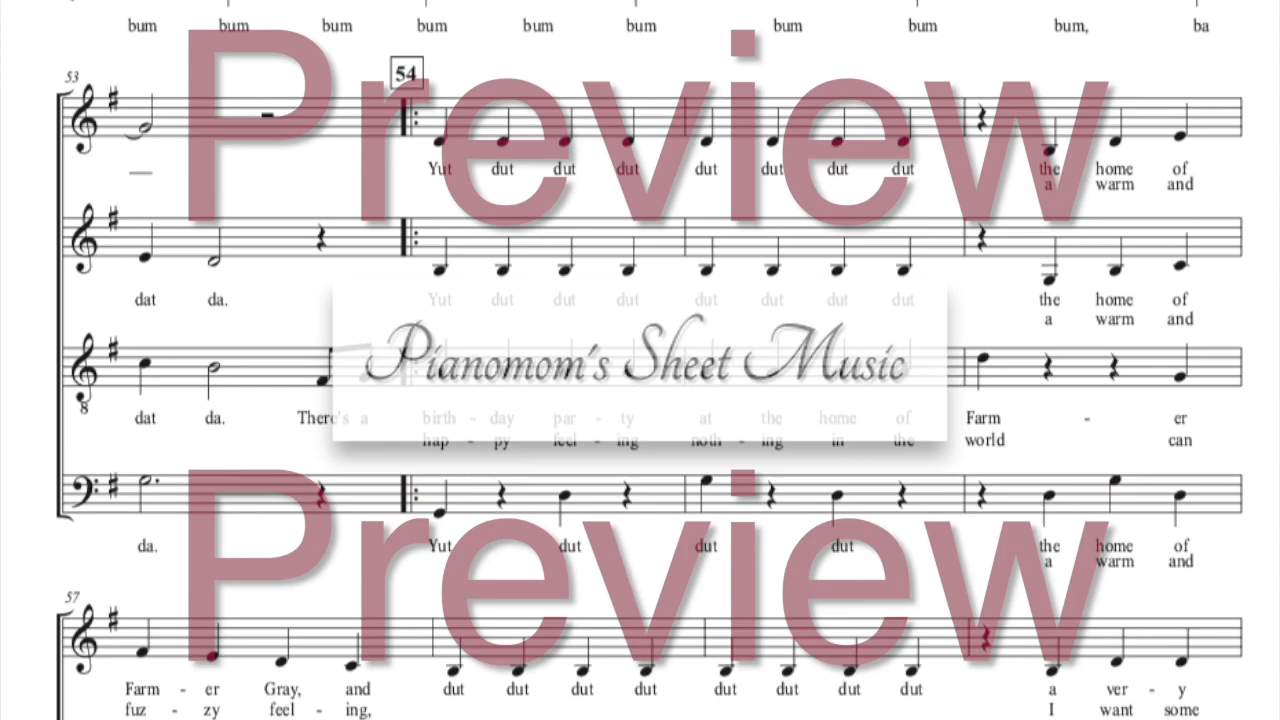 bum bum bum bum bum bum bum bum bum, ba
53 54
Yut dut dut dut dut dut dut dut the home of
a warm and
dat da. Yut dut dut dut dut dut dut dut the home of
a warm and
8
dat da. There's a birth - day par - ty at the home of Farm - er
hap - py feel - ing noth - ing in the world can
da. Yut dut dut dut the home of
a warm and
57
Farm - er Gray, and dut dut dut dut dut dut dut dut a ver - y
fuz - zy feel - ing, I want some
Preview
Pianomom's Sheet Music
Preview